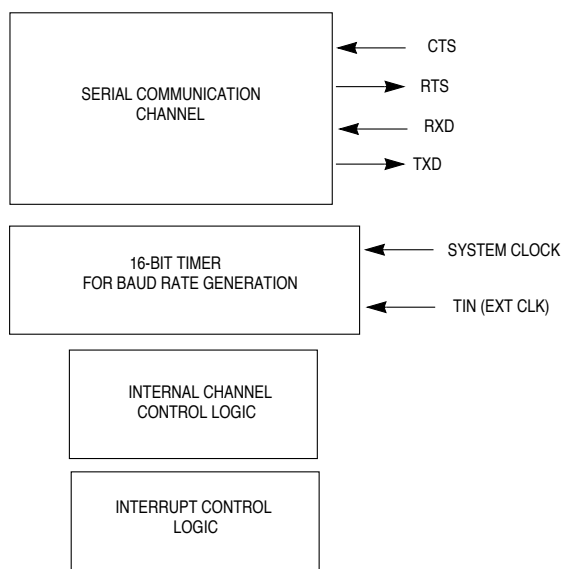 SERIAL COMMUNICATION
CHANNEL
CTS
RTS
RXD
TXD
16-BIT TIMER
FOR BAUD RATE GENERATION
SYSTEM CLOCK
TIN (EXT CLK)
INTERNAL CHANNEL
CONTROL LOGIC
INTERRUPT CONTROL
LOGIC